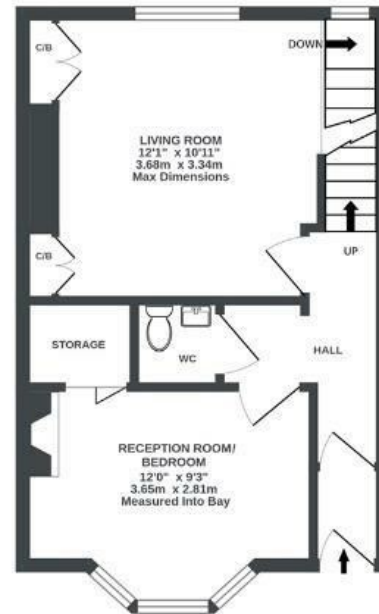 C/B
DOWN
LIVING ROOM
12'1" x 10'11"
3.68m x 3.34m
Max Dimensions
C/B
UP
STORAGE
WC
HALL
RECEPTION ROOM/
BEDROOM
12'0" x 9'3"
3.65m x 2.81m
Measured Into Bay